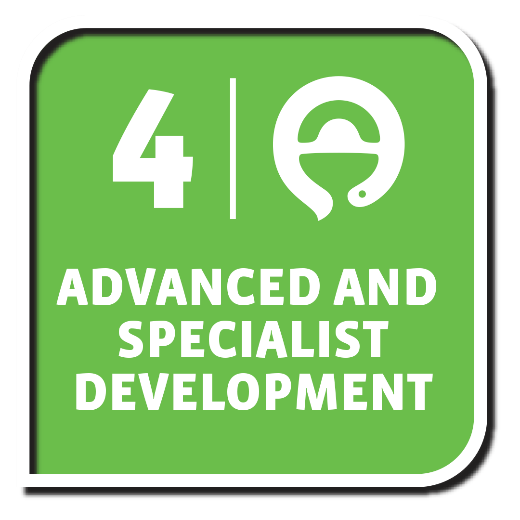 4
ADVANCED AND
SPECIALIST
DEVELOPMENT